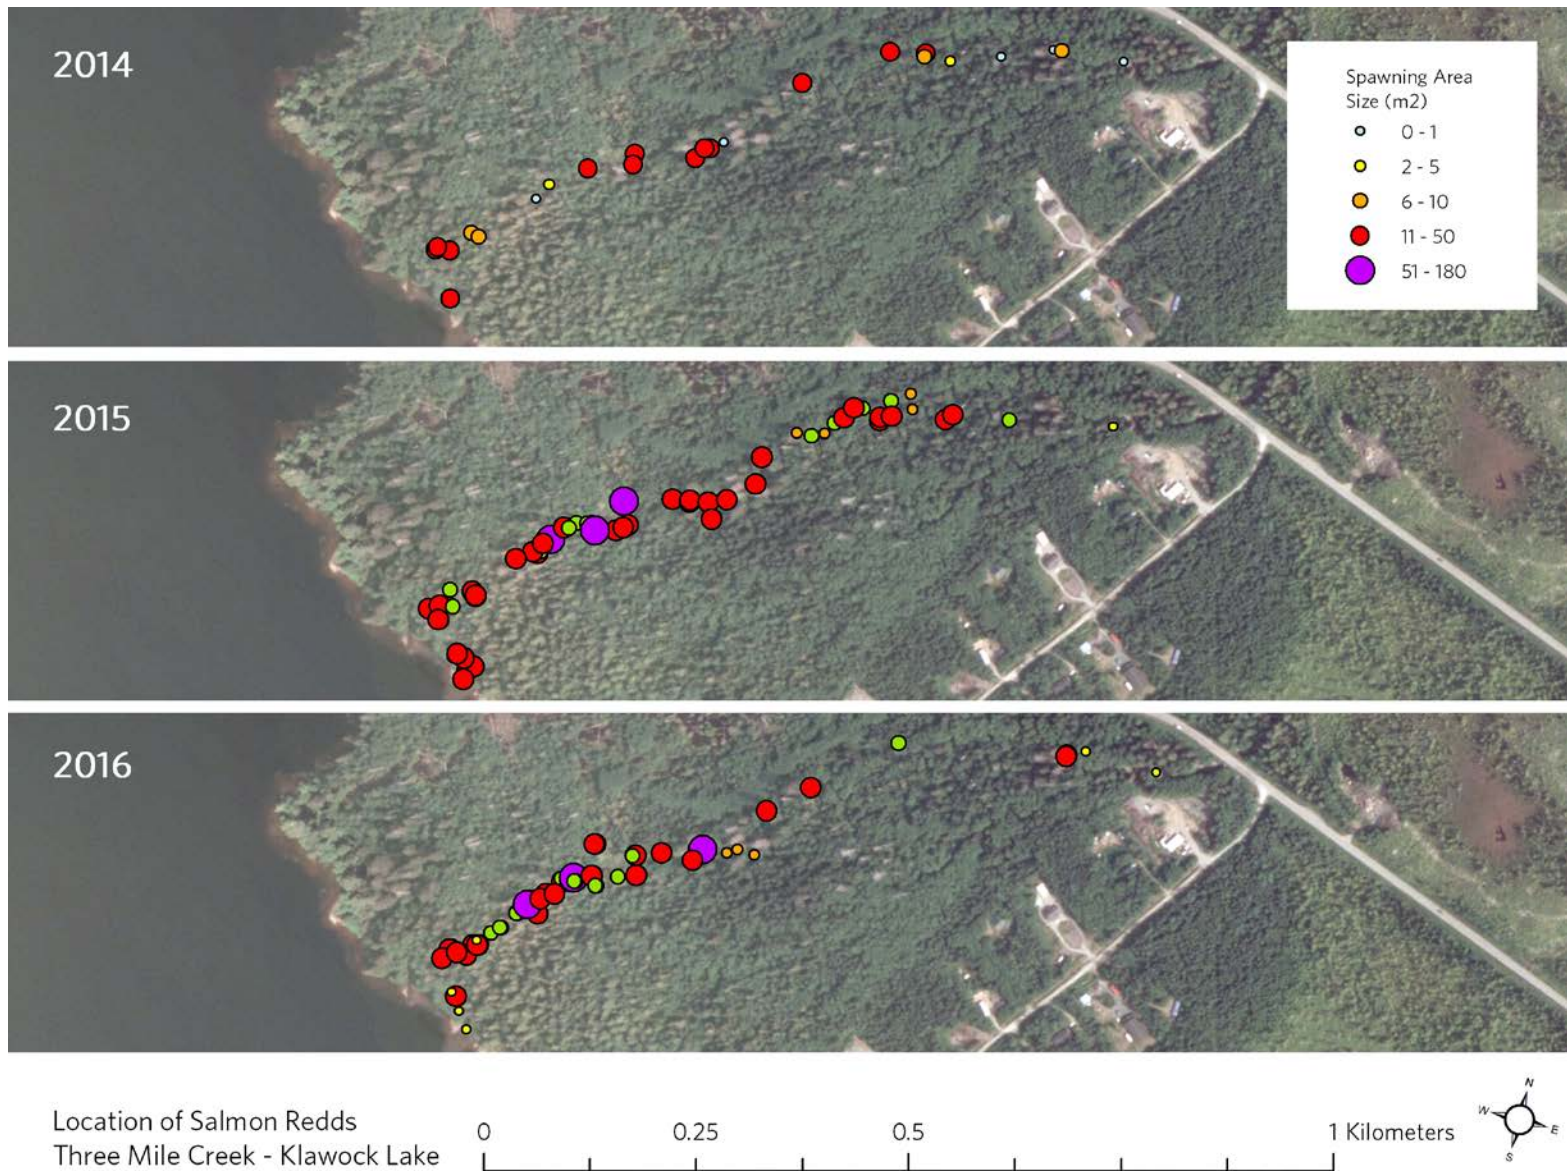 2014
Spawning Area
Size (m2)
0 - 1
2 - 5
6 - 10
11 - 50
51 - 180
2015
2016
Location of Salmon Redds
Three Mile Creek - Klawock Lake
0
0.25
0.5
1 Kilometers
N
W
E
S